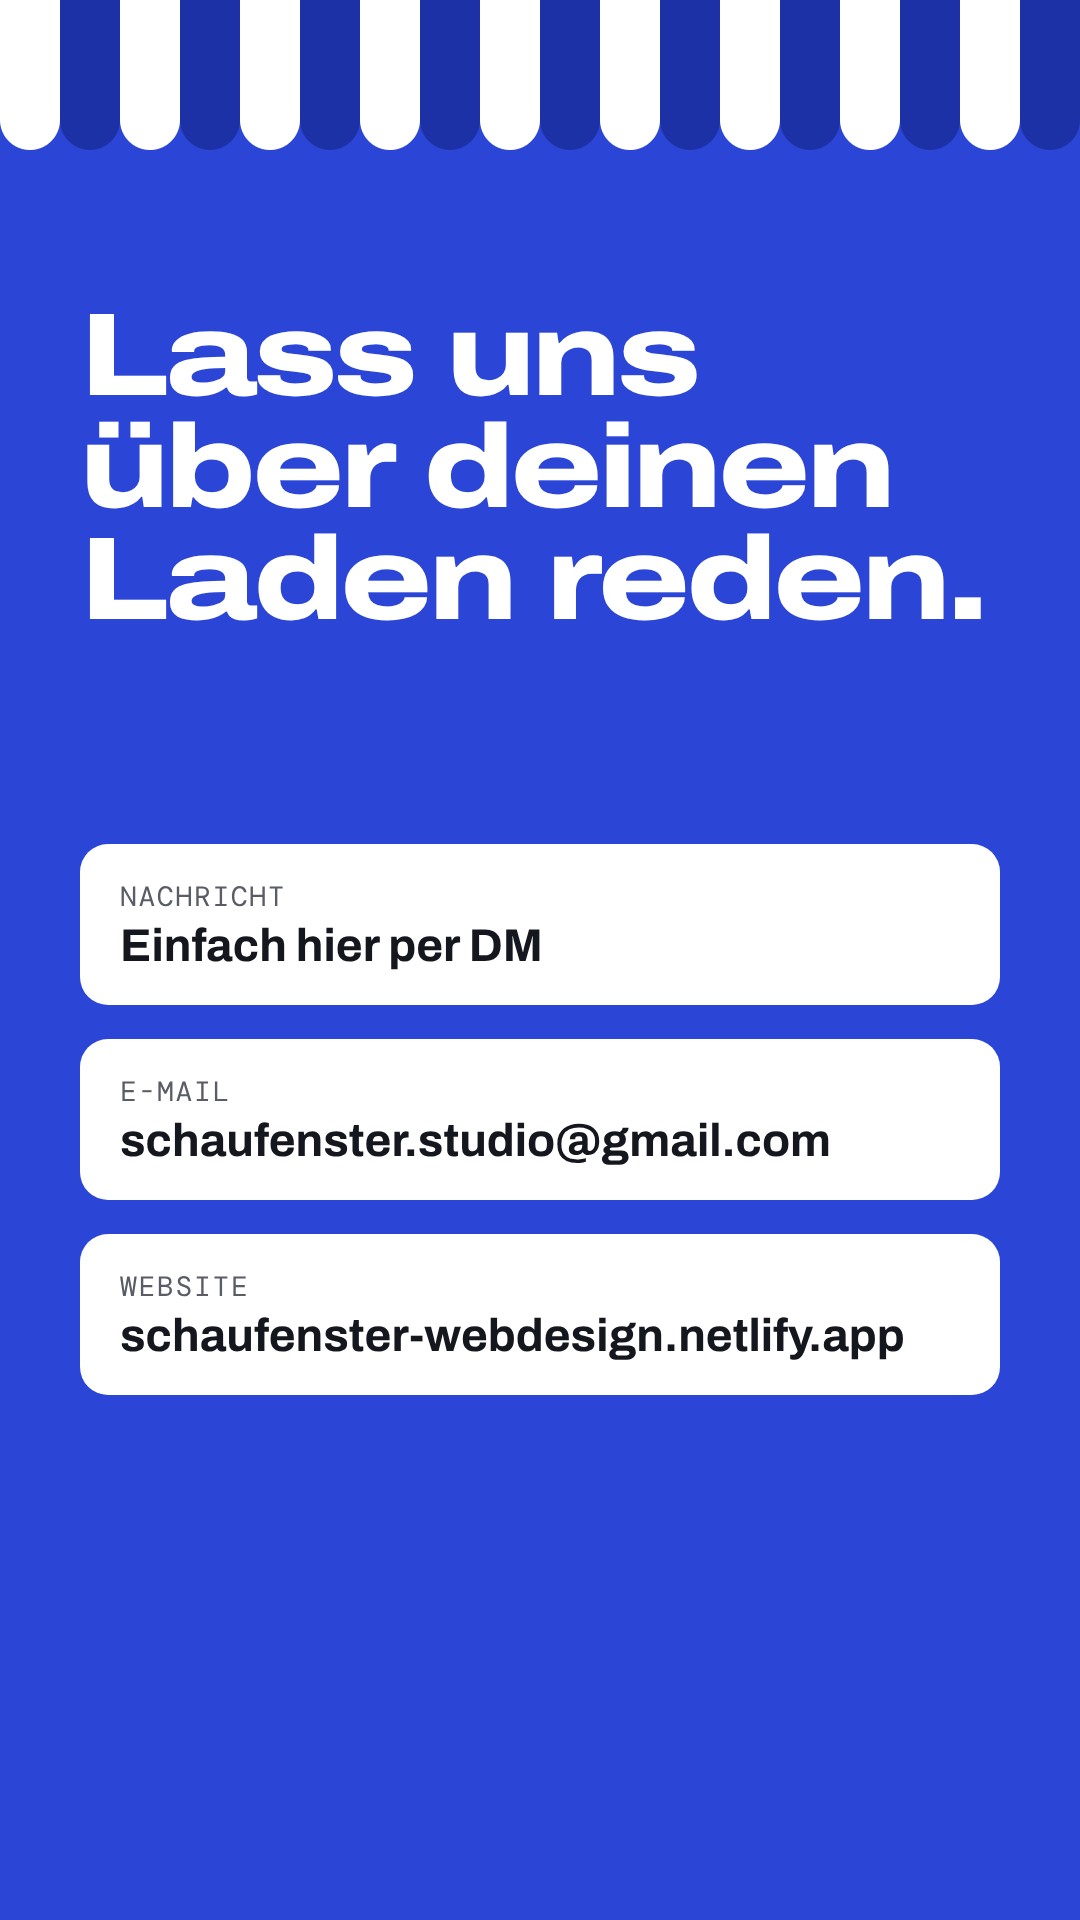 Lass uns
über deinen
Laden reden.
NACHRICHT
Einfach hier per DM
E-MAIL
schaufenster.studio@gmail.com
WEBSITE
schaufenster-webdesign.netlify.app